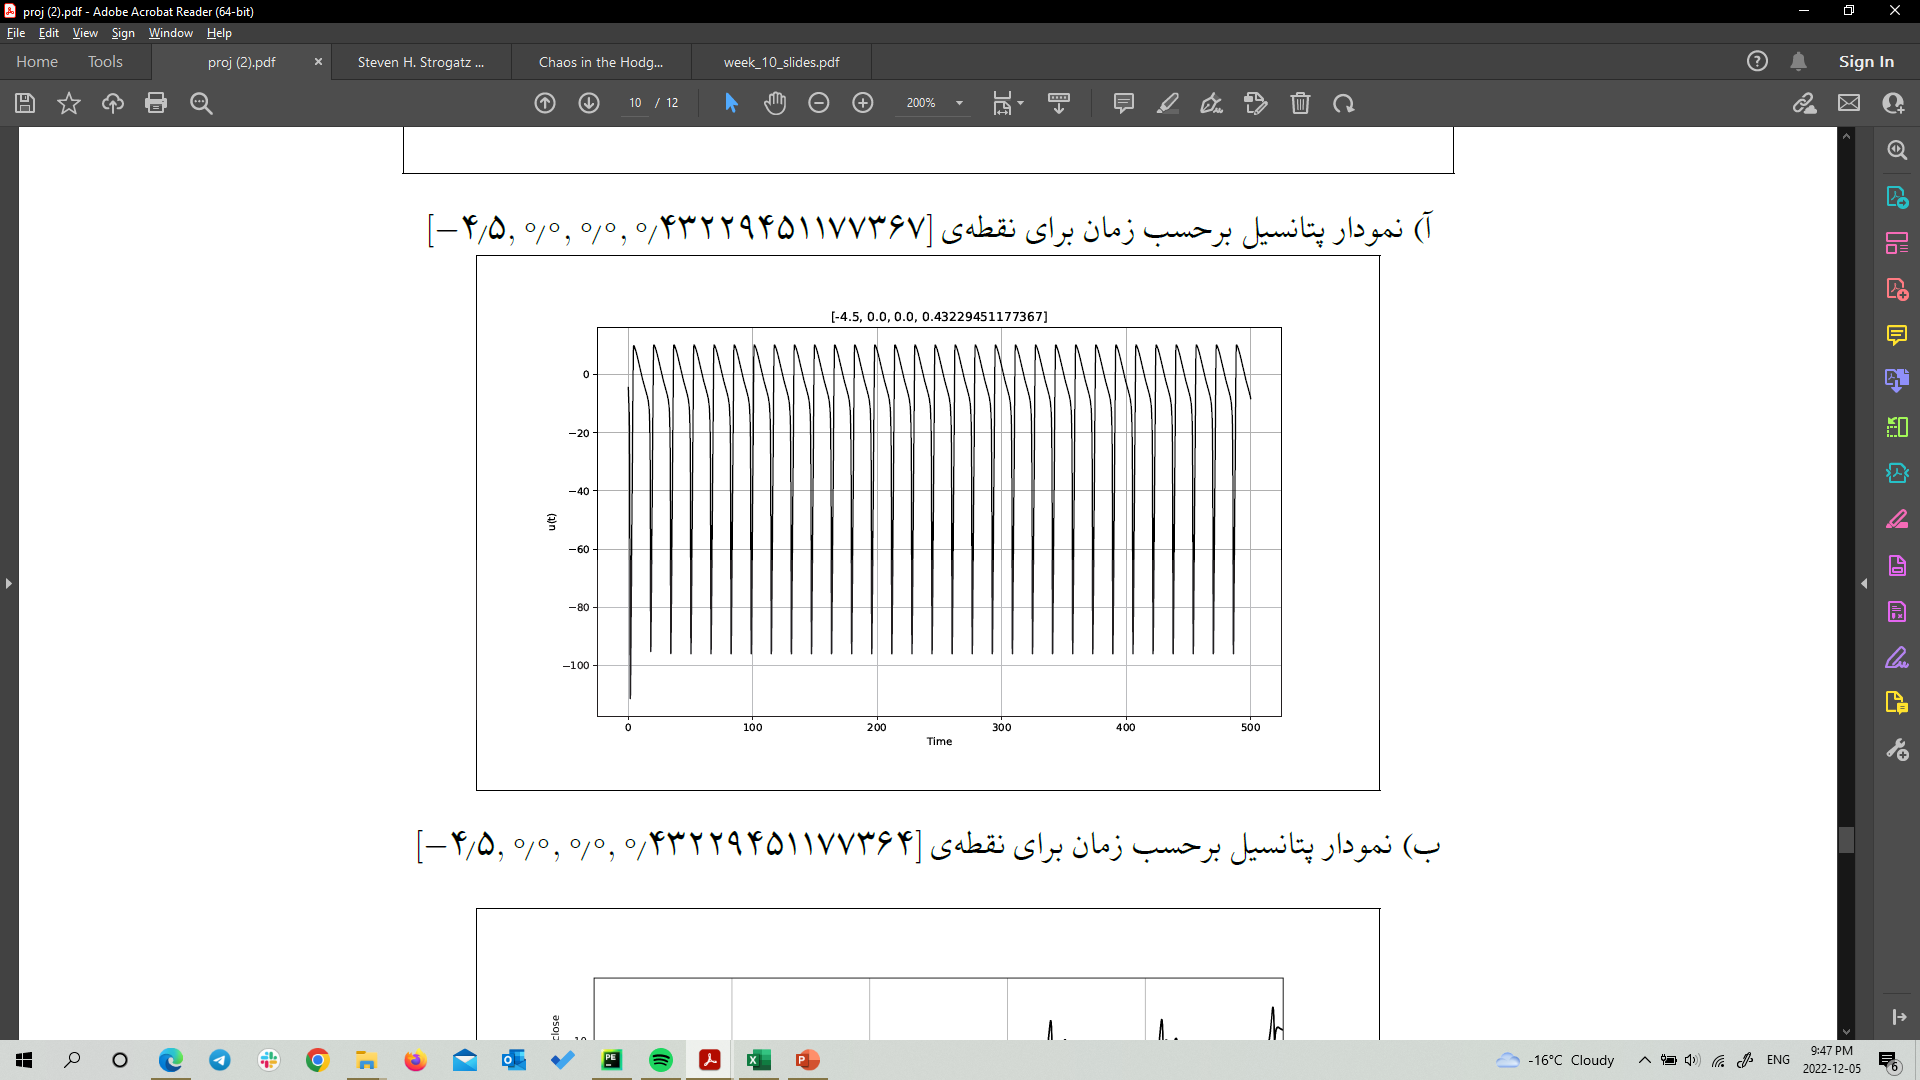 proj (2).pdf - Adobe Acrobat Reader (64-bit)
File Edit View Sign Window Help
Home Tools proj (2).pdf × Steven H. Strogatz ... Chaos in the Hodg... week_10_slides.pdf Sign In
10 / 12 200%
آ) نمودار پتانسیل برحسب زمان برای نقطه‌ی [−۴٫۵, ۰٫۰, ۰٫۰, ۰٫۴۳۲۲۹۴۵۱۱۷۷۳۶۷]
[-4.5, 0.0, 0.0, 0.43229451177367]
0
−20
−40
−60
−80
−100
u(t)
0 100 200 300 400 500
Time
ب) نمودار پتانسیل برحسب زمان برای نقطه‌ی [−۴٫۵, ۰٫۰, ۰٫۰, ۰٫۴۳۲۲۹۴۵۱۱۷۷۳۶۴]
close
-16°C Cloudy ENG 9:47 PM
2022-12-05
6